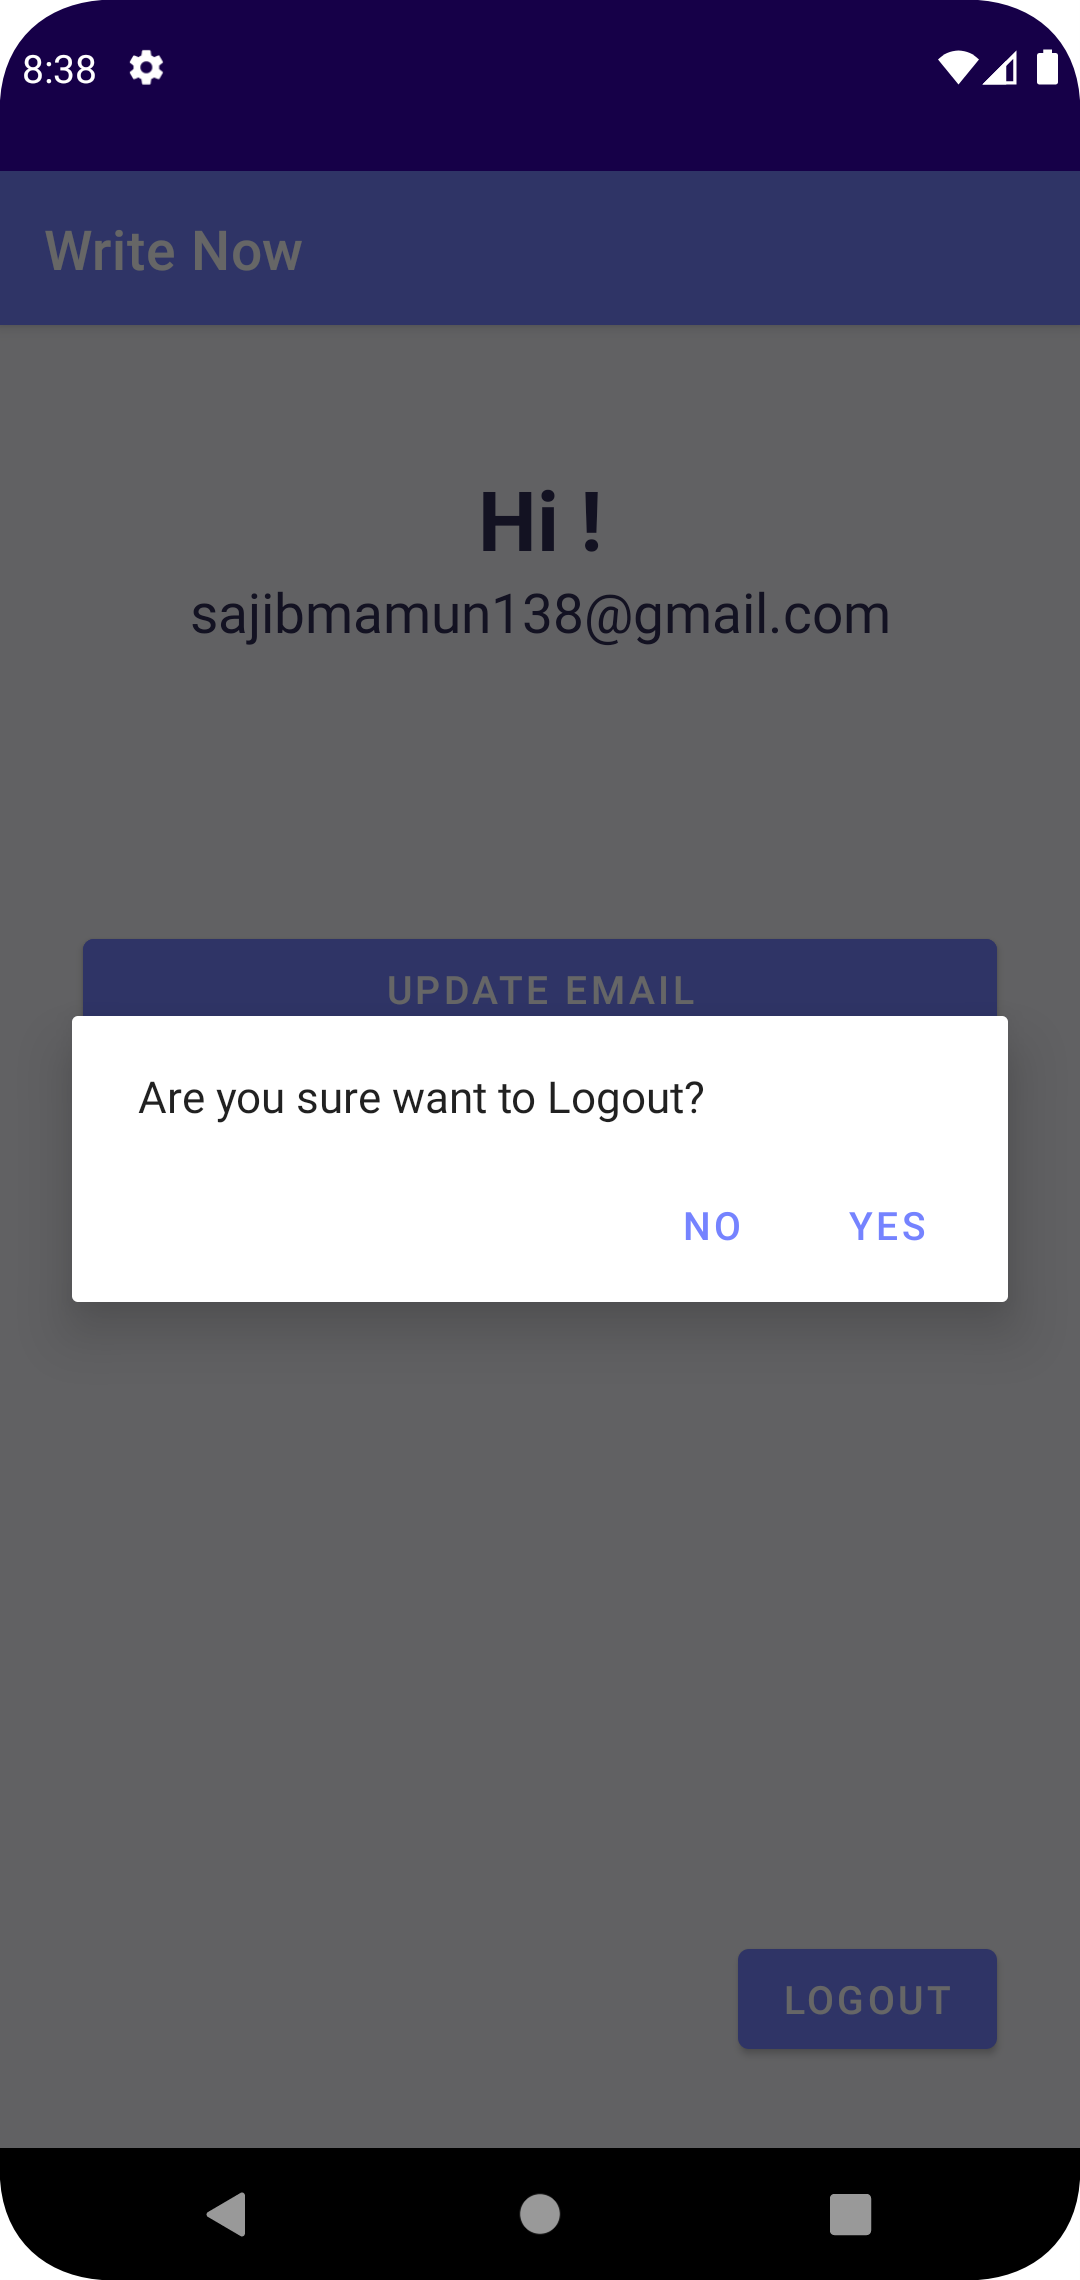 8:38
Write Now
Hi !
sajibmamun138@gmail.com
UPDATE EMAIL
Are you sure want to Logout?
NO YES
LOGOUT